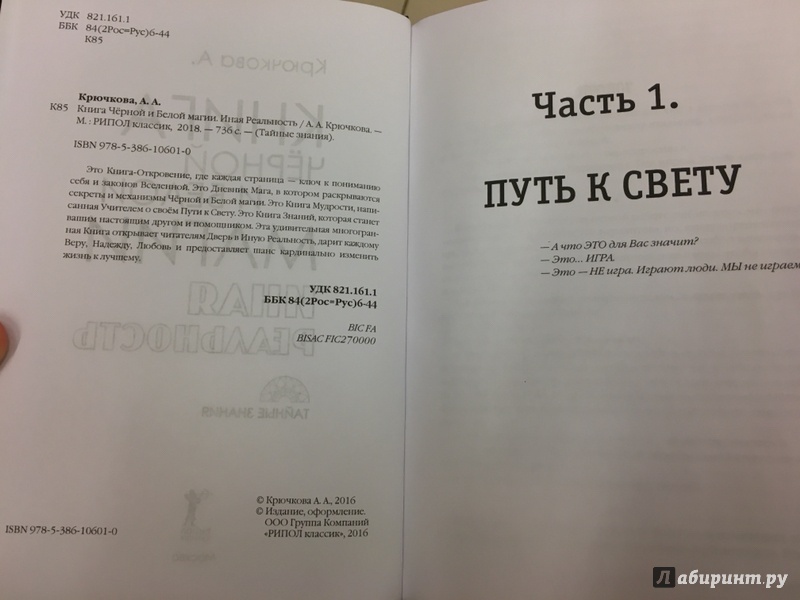 УДК 821.161.1
ББК 84(2Рос=Рус)6-44
К85
Крючкова, А. А.
К85 Книга Чёрной и Белой магии. Иная Реальность / А. А. Крючкова. —
М. : РИПОЛ классик, 2018. — 736 с. — (Тайные знания).
ISBN 978-5-386-10601-0
Это Книга-Откровение, где каждая страница — ключ к пониманию
себя и законов Вселенной. Это Дневник Мага, в котором раскрываются
секреты и механизмы Чёрной и Белой магии. Это Книга Мудрости, напи-
санная Учителем о своём Пути к Свету. Это Книга Знаний, которая станет
вашим настоящим другом и помощником. Эта удивительная многогран-
ная Книга открывает читателям Дверь в Иную Реальность, дарит каждому
Веру, Надежду, Любовь и предоставляет шанс кардинально изменить
жизнь к лучшему.
УДК 821.161.1
ББК 84(2Рос=Рус)6-44
BIC FA
BISAC FIC270000
© Крючкова А. А., 2016
© Издание, оформление.
ООО Группа Компаний
«РИПОЛ классик», 2016
ISBN 978-5-386-10601-0
Часть 1.
ПУТЬ К СВЕТУ
— А что ЭТО для Вас значит?
— Это... ИГРА.
— Это — НЕ игра. Играют люди. МЫ не играем
Лабиринт.ру